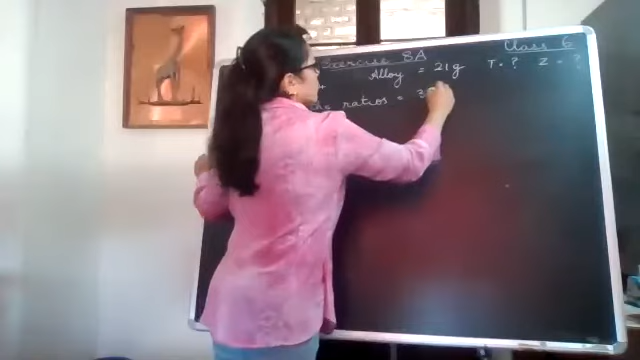 Exercise 8A Class 6
Alloy = 21g T = ? Z = ?
ratios = 3